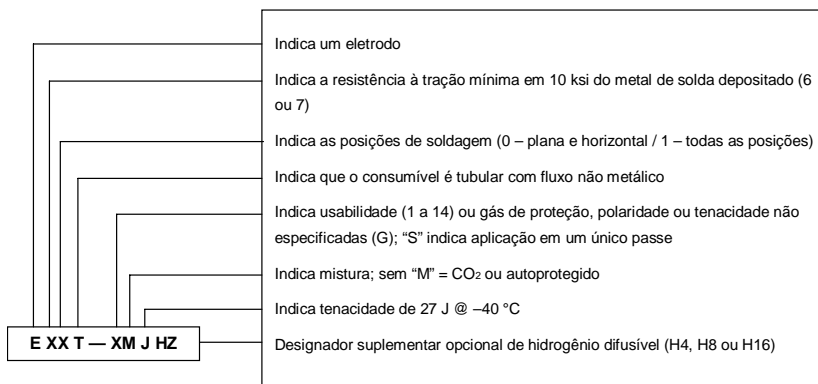 Indica um eletrodo
Indica a resistência à tração mínima em 10 ksi do metal de solda depositado (6
ou 7)
Indica as posições de soldagem (0 – plana e horizontal / 1 – todas as posições)
Indica que o consumível é tubular com fluxo não metálico
Indica usabilidade (1 a 14) ou gás de proteção, polaridade ou tenacidade não
especificadas (G); “S” indica aplicação em um único passe
Indica mistura; sem “M” = CO₂ ou autoprotegido
Indica tenacidade de 27 J @ –40 °C
E XX T — XM J HZ
Designador suplementar opcional de hidrogênio difusível (H4, H8 ou H16)